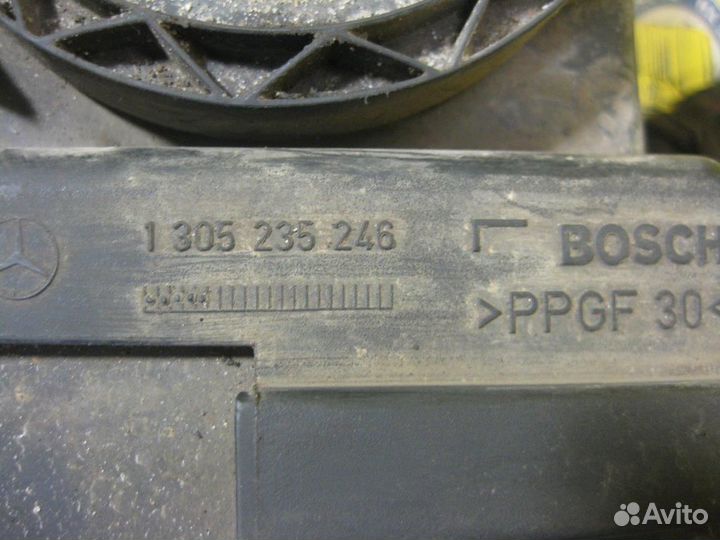 1 305 235 246
BOSCH
>PPGF 30<
Avito